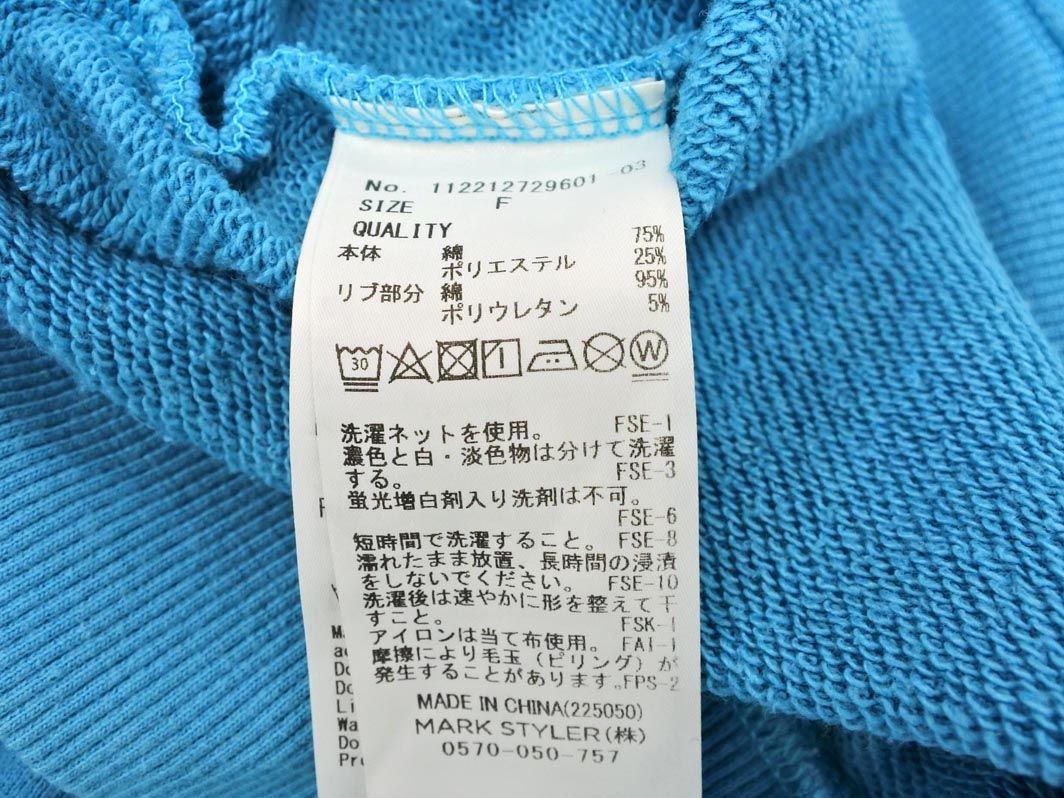 No. 112212729601 -03
SIZE F
QUALITY
本体 綿 75%
ポリエステル 25%
リブ部分 綿 95%
ポリウレタン 5%
30 W
洗濯ネットを使用。 FSE-1
濃色と白・淡色物は分けて洗濯
する。 FSE-3
蛍光増白剤入り洗剤は不可。
FSE-6
短時間で洗濯すること。 FSE-8
濡れたまま放置、長時間の浸漬
をしないでください。 FSE-10
洗濯後は速やかに形を整えて干
すこと。 FSK-1
アイロンは当て布使用。 FAI-1
摩擦により毛玉(ピリング)が
発生することがあります。FPS-2
MADE IN CHINA(225050)
MARK STYLER(株)
0570-050-757